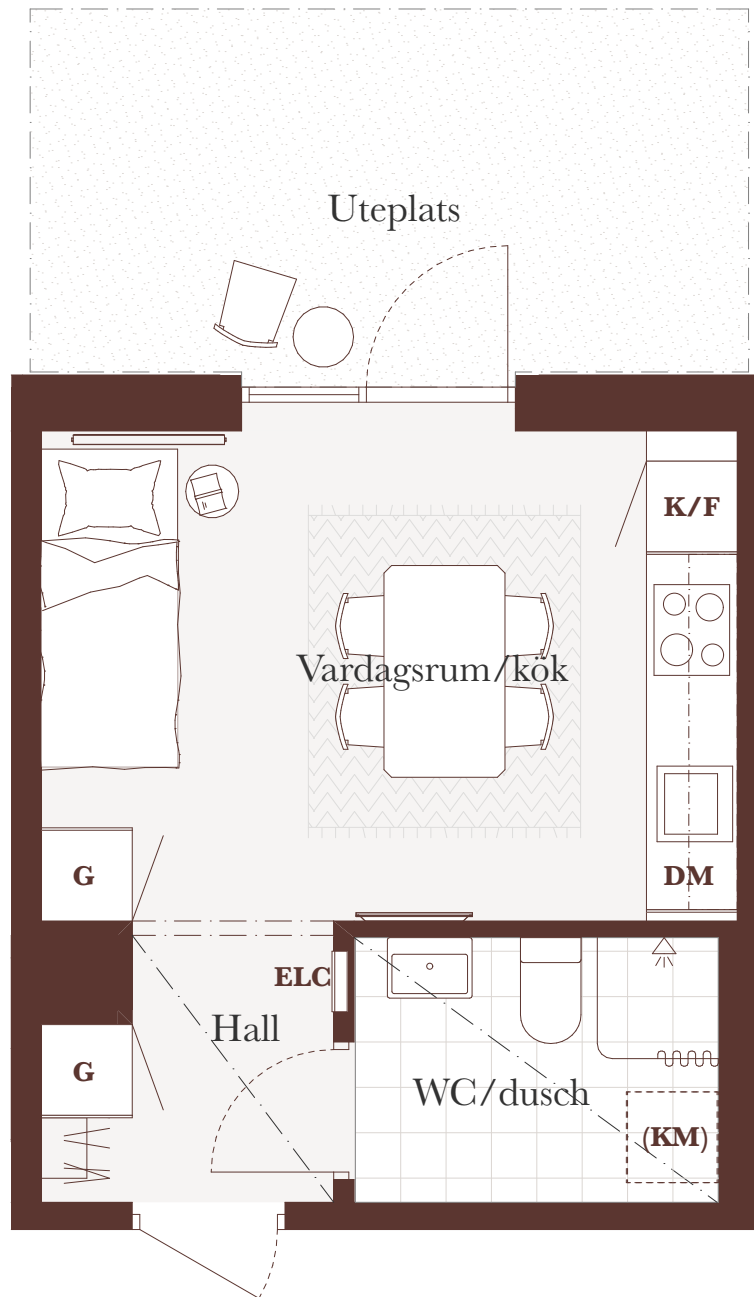 Uteplats
K/F
Vardagsrum/kök
G
DM
ELC
Hall
G
WC/dusch
(KM)